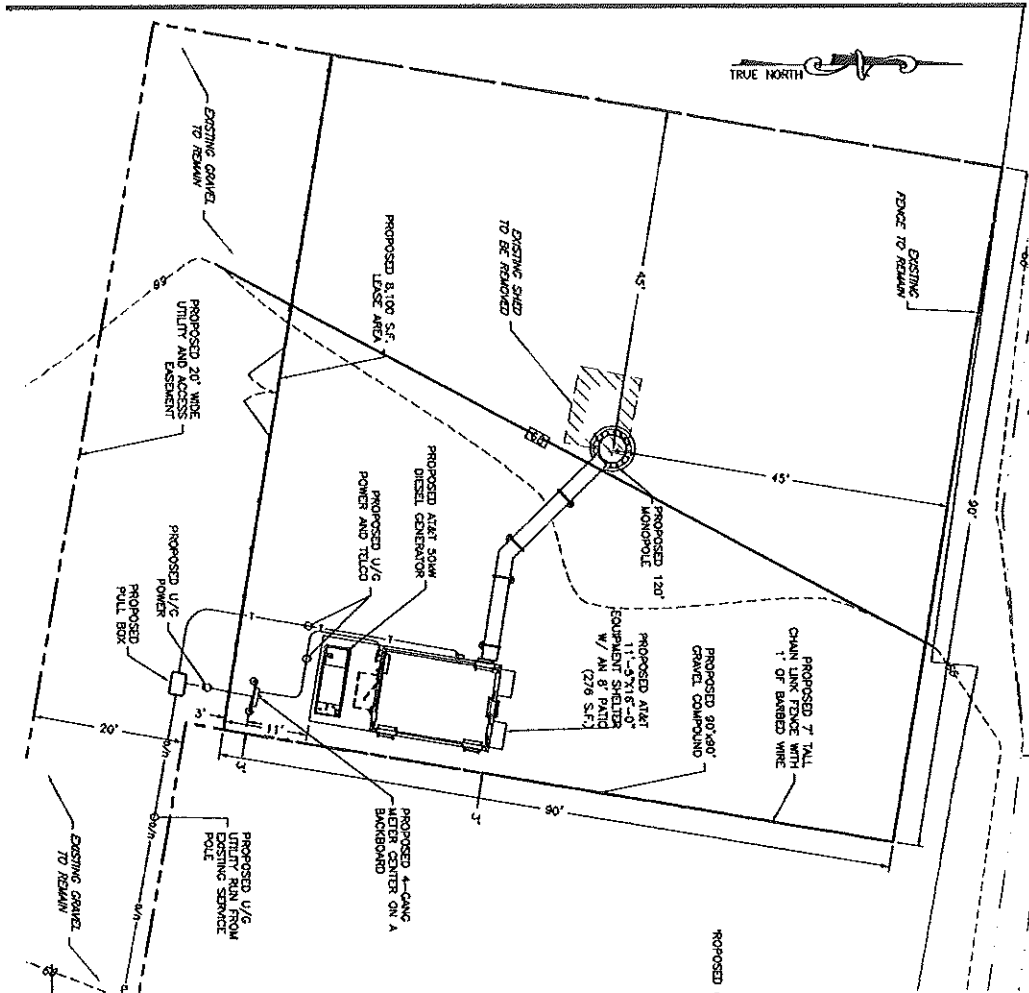 TRUE NORTH
EXISTING
FENCE TO REMAIN
45'
EXISTING SHED
TO BE REMOVED
EXISTING GRAVEL
TO REMAIN
PROPOSED 8,100 S.F.
LEASE AREA
89
PROPOSED 20' WIDE
UTILITY AND ACCESS
EASEMENT
45'
90'
PROPOSED 120'
MONOPOLE
PROPOSED AT&T 50kW
DIESEL GENERATOR
PROPOSED U/G
POWER AND TELCO
PROPOSED U/G
POWER
PROPOSED
PULL BOX
PROPOSED 7' TALL
CHAIN LINK FENCE WITH
1' OF BARBED WIRE
PROPOSED 90'x90'
GRAVEL COMPOUND
PROPOSED AT&T
11'-5"x16'-0"
EQUIPMENT SHELTER
W/ AN 8' PATIO
(276 S.F.)
20'
3'
11'
90'
PROPOSED 4-GANG
METER CENTER ON A
BACKBOARD
PROPOSED U/G
UTILITY RUN FROM
EXISTING SERVICE
POLE
EXISTING GRAVEL
TO REMAIN
ROPOSED